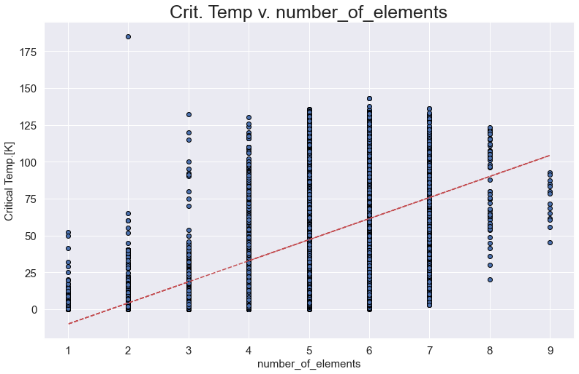 Crit. Temp v. number_of_elements
Critical Temp [K]
175
150
125
100
75
50
25
0
1 2 3 4 5 6 7 8 9
number_of_elements